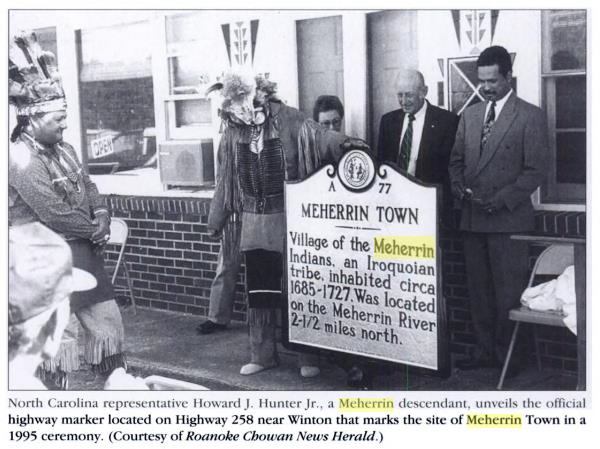 OPEN
A 77
MEHERRIN TOWN
Village of the Meherrin
Indians, an Iroquoian
tribe, inhabited circa
1685-1727. Was located
on the Meherrin River
2-1/2 miles north.
North Carolina representative Howard J. Hunter Jr., a Meherrin descendant, unveils the official
highway marker located on Highway 258 near Winton that marks the site of Meherrin Town in a
1995 ceremony. (Courtesy of Roanoke Chowan News Herald.)